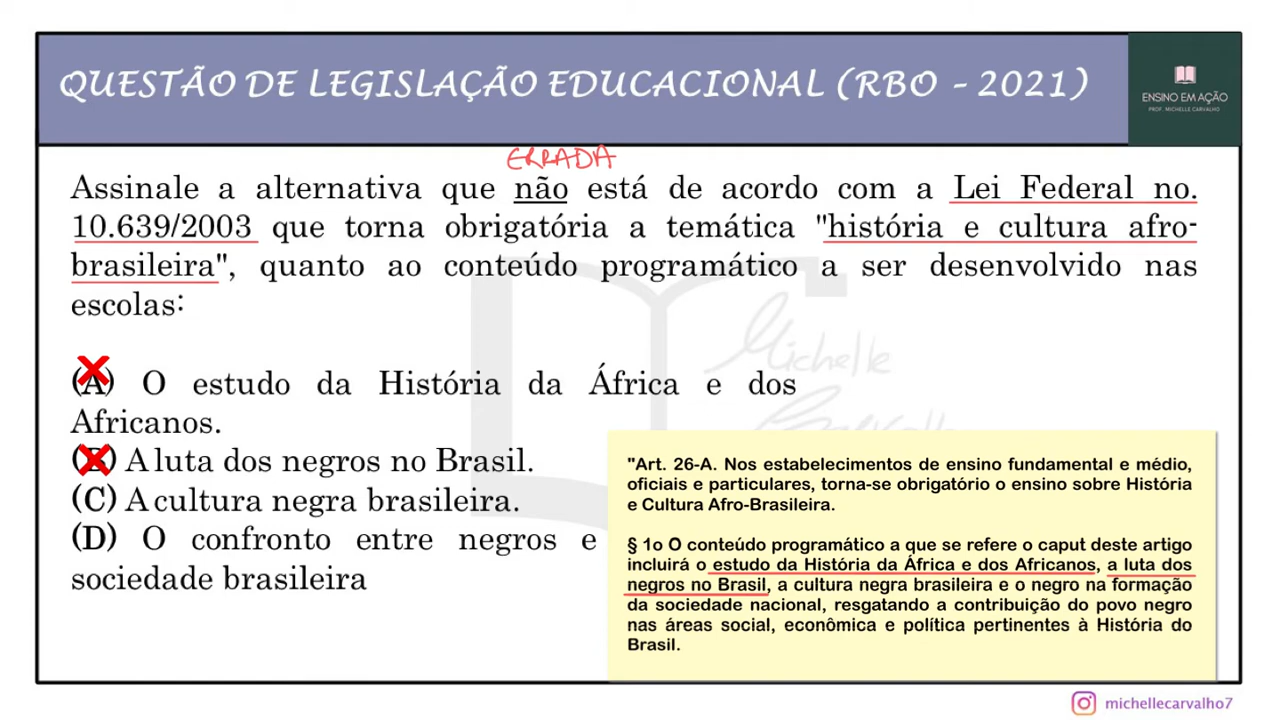 QUESTÃO DE LEGISLAÇÃO EDUCACIONAL (RBO - 2021)
ENSINO EM AÇÃO
PROF. MICHELLE CARVALHO
ERRADA
Assinale a alternativa que não está de acordo com a Lei Federal no.
10.639/2003 que torna obrigatória a temática "história e cultura afro-
brasileira", quanto ao conteúdo programático a ser desenvolvido nas
escolas:
(A) O estudo da História da África e dos
Africanos.
(B) A luta dos negros no Brasil.
(C) A cultura negra brasileira.
(D) O confronto entre negros e
sociedade brasileira
Michelle
Carvalho
"Art. 26-A. Nos estabelecimentos de ensino fundamental e médio,
oficiais e particulares, torna-se obrigatório o ensino sobre História
e Cultura Afro-Brasileira.
§ 1o O conteúdo programático a que se refere o caput deste artigo
incluirá o estudo da História da África e dos Africanos, a luta dos
negros no Brasil, a cultura negra brasileira e o negro na formação
da sociedade nacional, resgatando a contribuição do povo negro
nas áreas social, econômica e política pertinentes à História do
Brasil.
michellecarvalho7